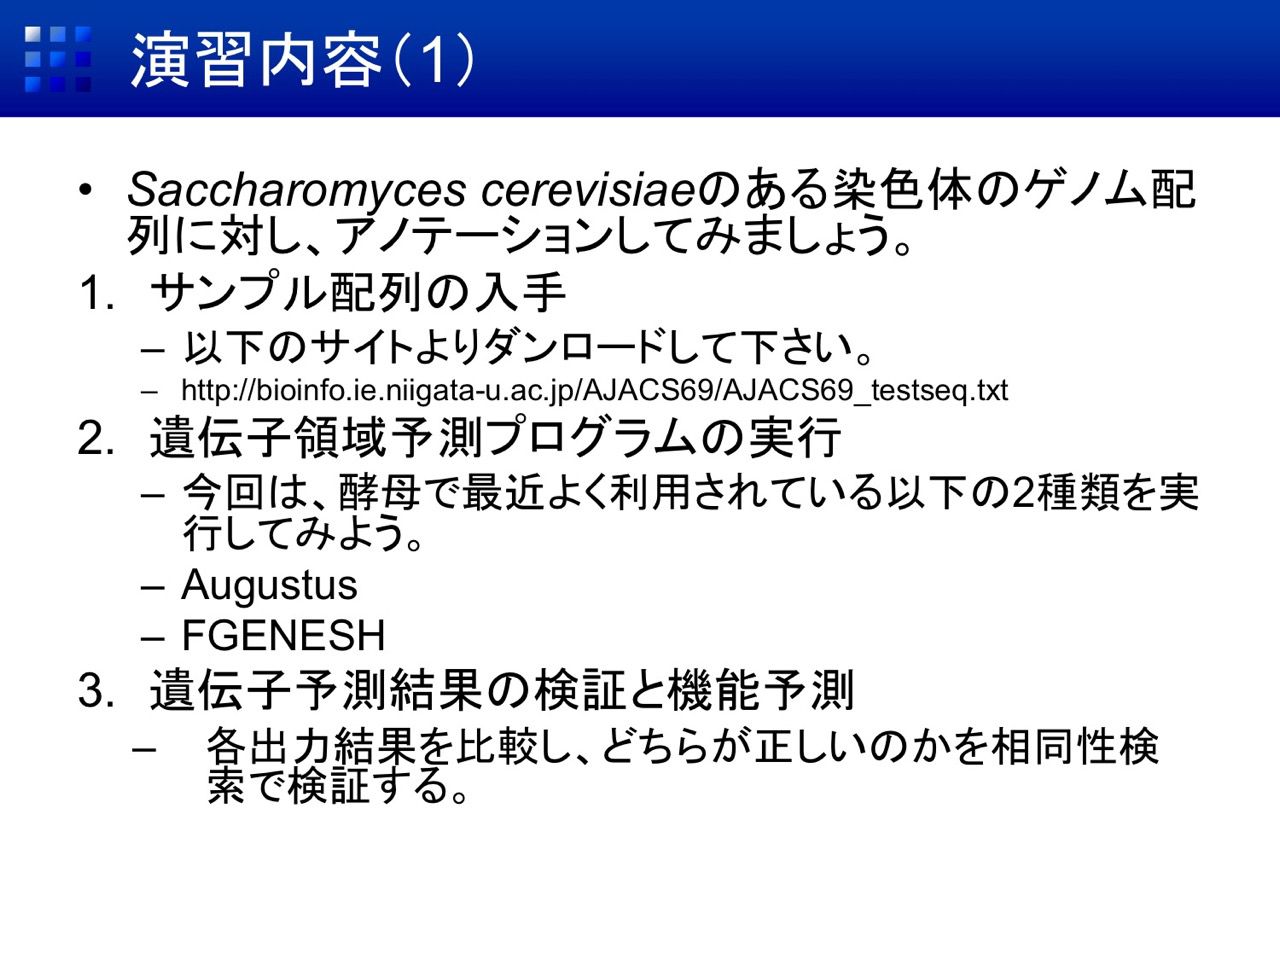 演習内容（1）
• Saccharomyces cerevisiaeのある染色体のゲノム配
列に対し、アノテーションしてみましょう。
1. サンプル配列の入手
– 以下のサイトよりダンロードして下さい。
– http://bioinfo.ie.niigata-u.ac.jp/AJACS69/AJACS69_testseq.txt
2. 遺伝子領域予測プログラムの実行
– 今回は、酵母で最近よく利用されている以下の2種類を実
行してみよう。
– Augustus
– FGENESH
3. 遺伝子予測結果の検証と機能予測
– 各出力結果を比較し、どちらが正しいのかを相同性検
索で検証する。